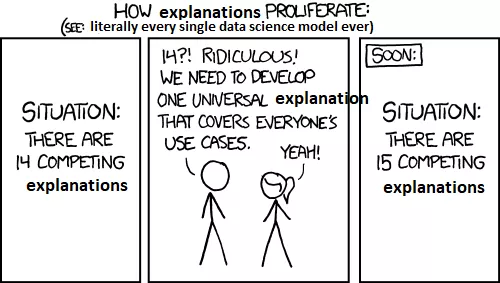 HOW explanations PROLIFERATE:
(SEE: literally every single data science model ever)
SITUATION:
THERE ARE
14 COMPETING
explanations
14?! RIDICULOUS!
WE NEED TO DEVELOP
ONE UNIVERSAL explanation
THAT COVERS EVERYONE'S
USE CASES.
YEAH!
SOON:
SITUATION:
THERE ARE
15 COMPETING
explanations